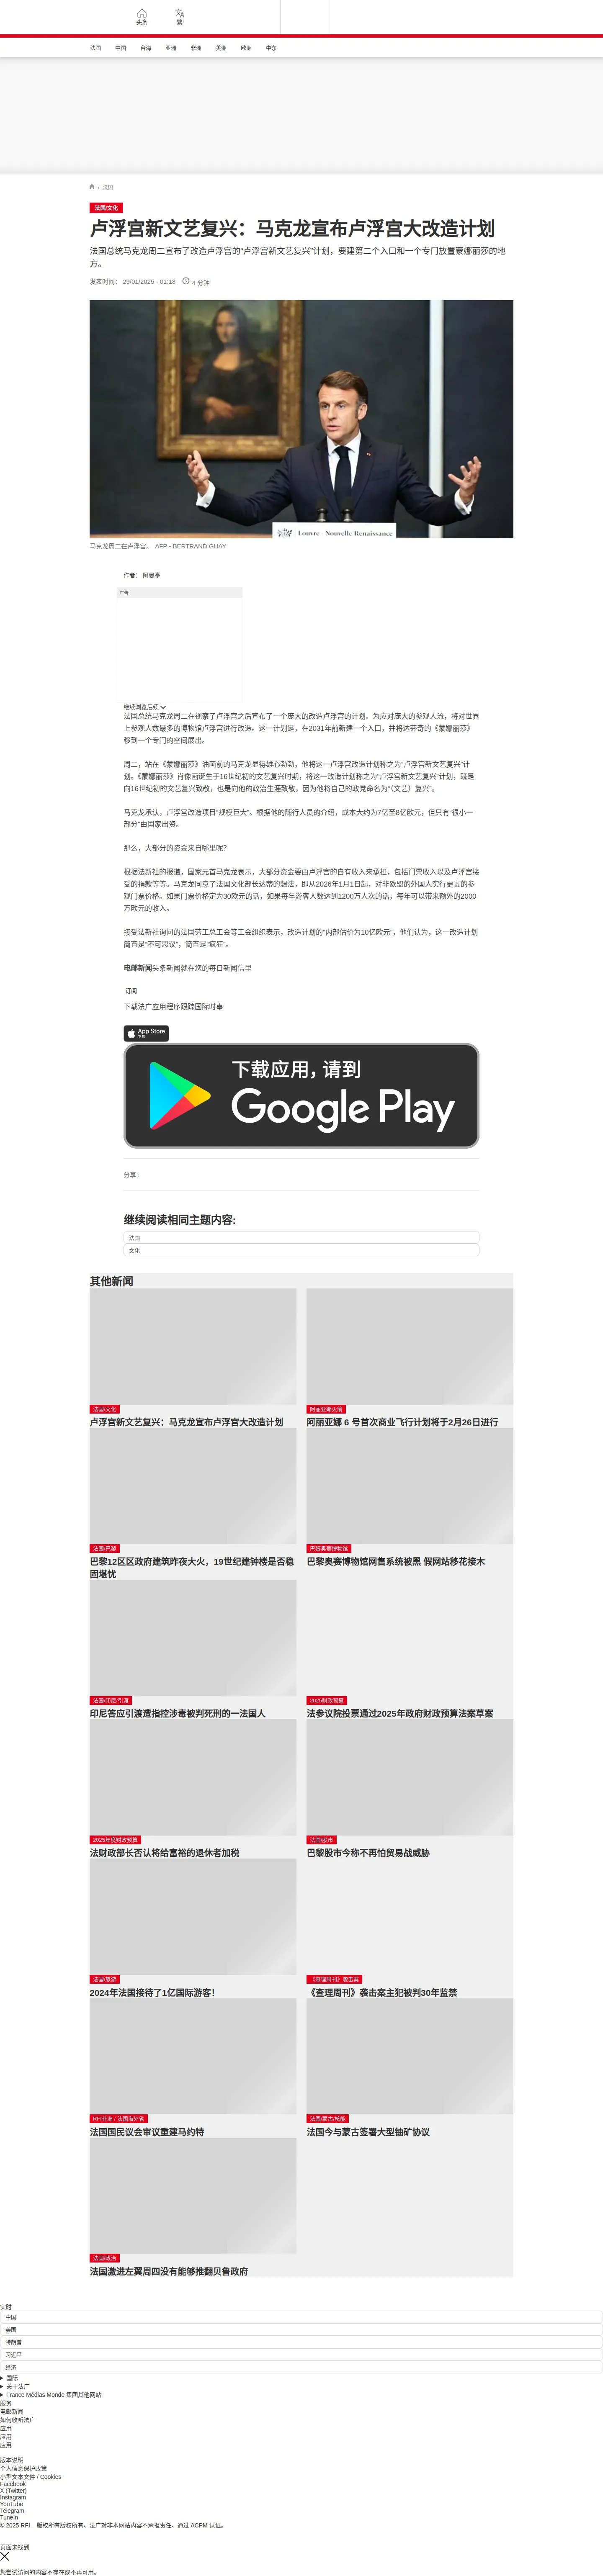 头条
繁
法国
中国
台海
亚洲
非洲
美洲
欧洲
中东
/ 法国
法国/文化
卢浮宫新文艺复兴：马克龙宣布卢浮宫大改造计划
法国总统马克龙周二宣布了改造卢浮宫的“卢浮宫新文艺复兴”计划，要建第二个入口和一个专门放置蒙娜丽莎的地
方。
发表时间： 29/01/2025 - 01:18
4 分钟
Louvre · Nouvelle Renaissance
马克龙周二在卢浮宫。 AFP - BERTRAND GUAY
作者： 阿曼亭
广告
继续浏览后续
法国总统马克龙周二在视察了卢浮宫之后宣布了一个庞大的改造卢浮宫的计划。为应对庞大的参观人流，将对世界
上参观人数最多的博物馆卢浮宫进行改造。这一计划是，在2031年前新建一个入口，并将达芬奇的《蒙娜丽莎》
移到一个专门的空间展出。
周二，站在《蒙娜丽莎》油画前的马克龙显得雄心勃勃，他将这一卢浮宫改造计划称之为“卢浮宫新文艺复兴”计
划。《蒙娜丽莎》肖像画诞生于16世纪初的文艺复兴时期，将这一改造计划称之为“卢浮宫新文艺复兴”计划，既是
向16世纪初的文艺复兴致敬，也是向他的政治生涯致敬，因为他将自己的政党命名为“（文艺）复兴”。
马克龙承认，卢浮宫改造项目“规模巨大”。根据他的随行人员的介绍，成本大约为7亿至8亿欧元，但只有“很小一
部分”由国家出资。
那么，大部分的资金来自哪里呢？
根据法新社的报道，国家元首马克龙表示，大部分资金要由卢浮宫的自有收入来承担，包括门票收入以及卢浮宫接
受的捐款等等。马克龙同意了法国文化部长达蒂的想法，即从2026年1月1日起，对非欧盟的外国人实行更贵的参
观门票价格。如果门票价格定为30欧元的话，如果每年游客人数达到1200万人次的话，每年可以带来额外的2000
万欧元的收入。
接受法新社询问的法国劳工总工会等工会组织表示，改造计划的“内部估价为10亿欧元”，他们认为，这一改造计划
简直是“不可思议”，简直是“疯狂”。
电邮新闻头条新闻就在您的每日新闻信里
订阅
下载法广应用程序跟踪国际时事
App Store
下载
下载应用，请到
Google Play
分享 :
继续阅读相同主题内容:
法国
文化
其他新闻
法国/文化
卢浮宫新文艺复兴：马克龙宣布卢浮宫大改造计划
阿丽亚娜火箭
阿丽亚娜 6 号首次商业飞行计划将于2月26日进行
法国/巴黎
巴黎12区区政府建筑昨夜大火，19世纪建钟楼是否稳
固堪忧
巴黎奥赛博物馆
巴黎奥赛博物馆网售系统被黑 假网站移花接木
法国/印尼/引渡
印尼答应引渡遭指控涉毒被判死刑的一法国人
2025财政预算
法参议院投票通过2025年政府财政预算法案草案
2025年度财政预算
法财政部长否认将给富裕的退休者加税
法国/股市
巴黎股市今称不再怕贸易战威胁
法国/旅游
2024年法国接待了1亿国际游客！
《查理周刊》袭击案
《查理周刊》袭击案主犯被判30年监禁
RFI非洲 / 法国海外省
法国国民议会审议重建马约特
法国/蒙古/核能
法国今与蒙古签署大型铀矿协议
法国/政治
法国激进左翼周四没有能够推翻贝鲁政府
实时
中国
美国
特朗普
习近平
经济
国际
关于法广
France Médias Monde 集团其他网站
服务
电邮新闻
如何收听法广
应用
应用
应用
版本说明
个人信息保护政策
小型文本文件 / Cookies
Facebook
X (Twitter)
Instagram
YouTube
Telegram
TuneIn
© 2025 RFI – 版权所有版权所有。法广对非本网站内容不承担责任。通过 ACPM 认证。
页面未找到
您尝试访问的内容不存在或不再可用。